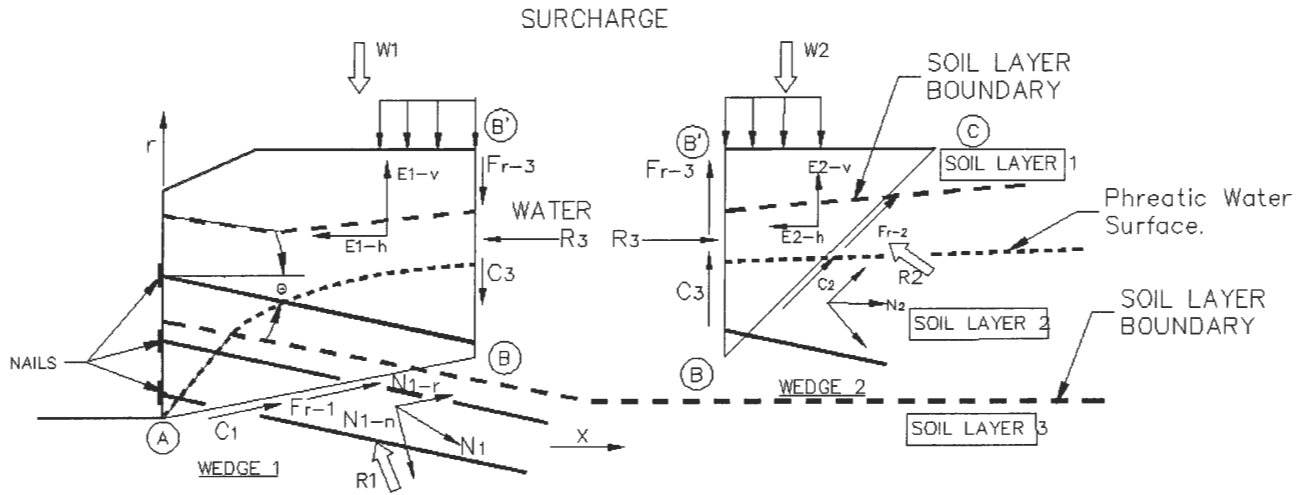 SURCHARGE
W1
W2
SOIL LAYER
BOUNDARY
r
B'
B'
C
SOIL LAYER 1
Fr-3
E1-v
Fr-3
E2-v
WATER
Phreatic Water
Surface.
E1-h
R3
R3
E2-h
Fr-2
R2
C3
C3
C2
θ
N2
SOIL LAYER 2
SOIL LAYER
BOUNDARY
NAILS
B
B
N1-r
WEDGE 2
Fr-1
A
C1
N1-n
N1
X
SOIL LAYER 3
WEDGE 1
R1